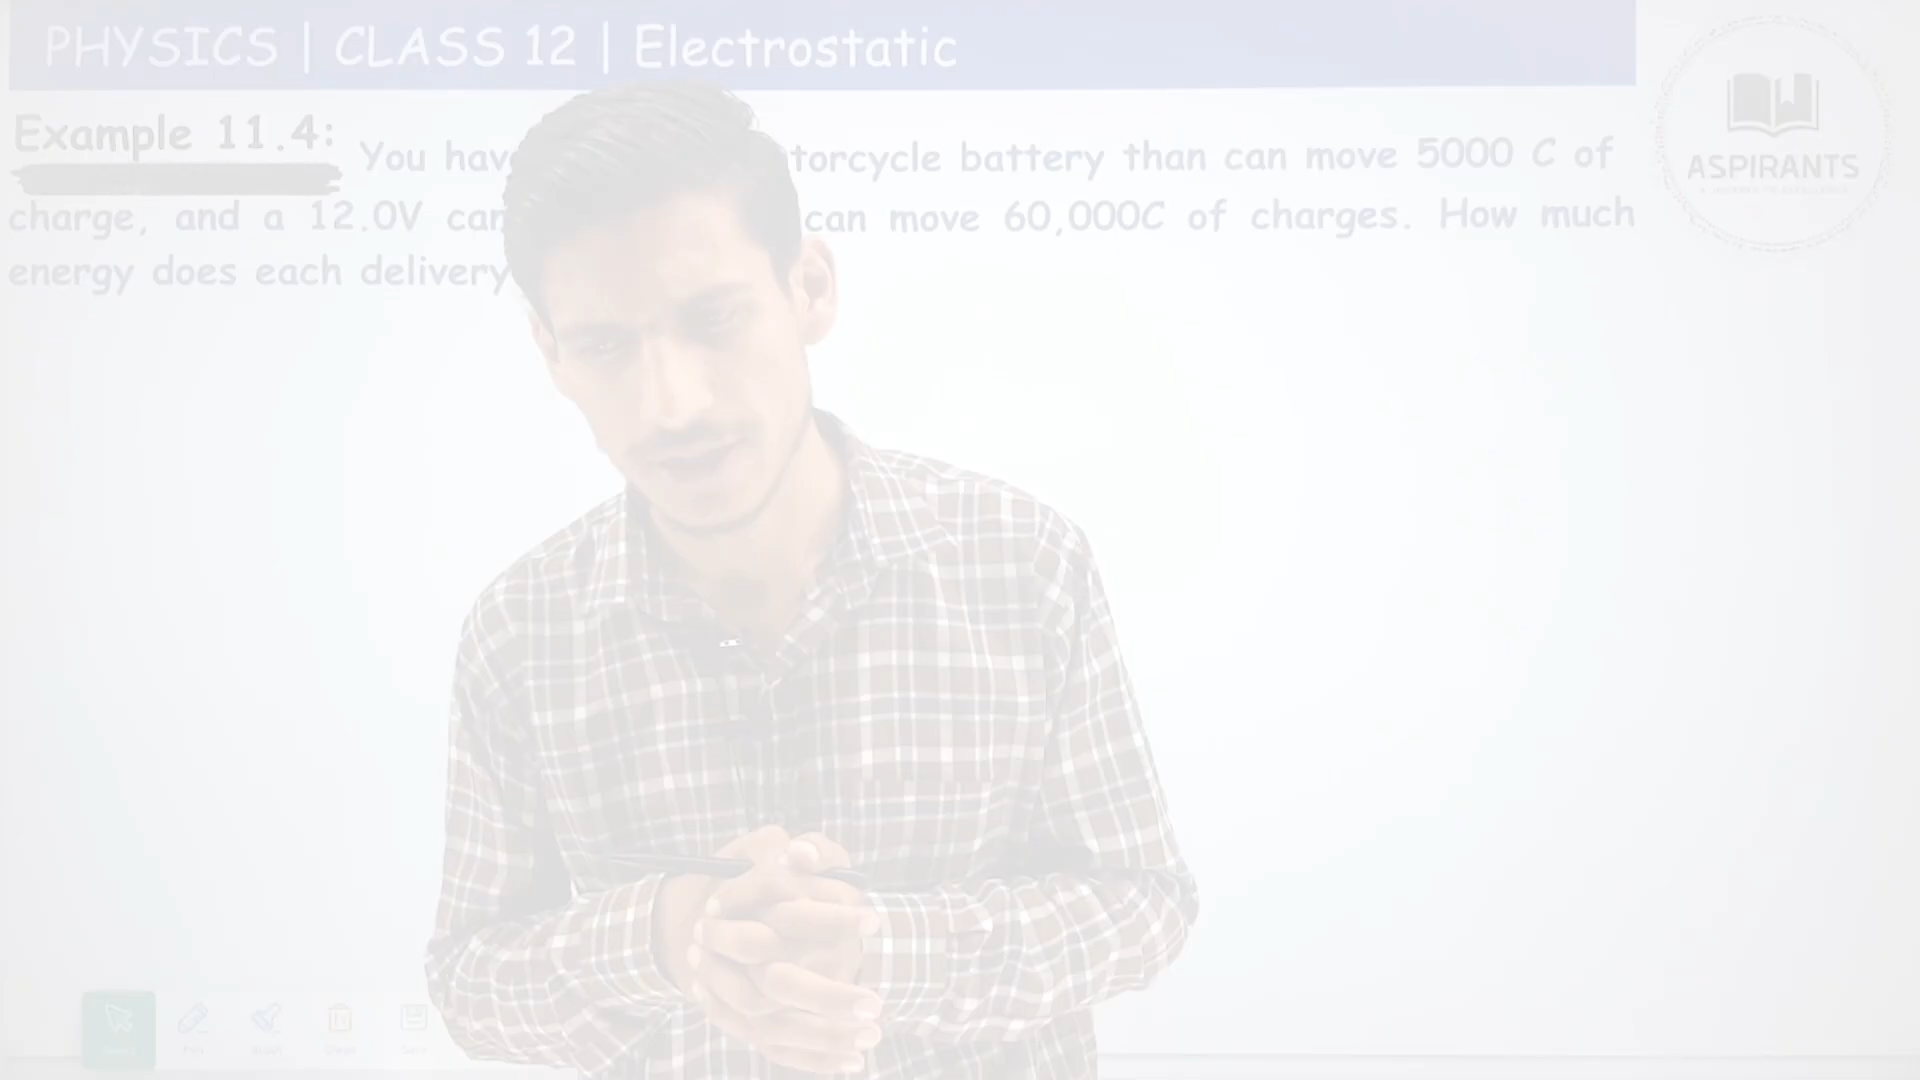 PHYSICS | CLASS 12 | Electrostatic
Example 11.4:
You hav torcycle battery than can move 5000 C of
charge, and a 12.0V can can move 60,000C of charges. How much
energy does each delivery
ASPIRANTS